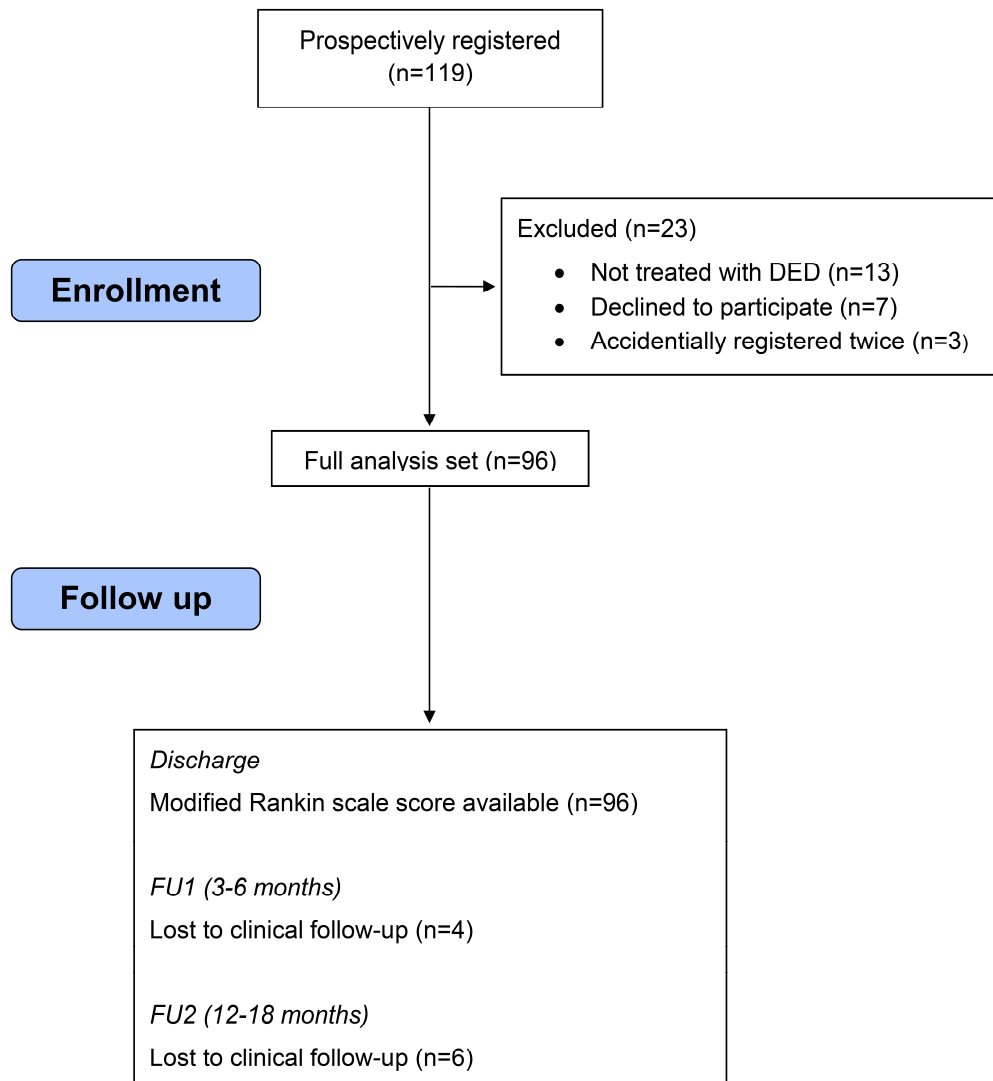 Prospectively registered
(n=119)
Excluded (n=23)
• Not treated with DED (n=13)
• Declined to participate (n=7)
• Accidentially registered twice (n=3)
Enrollment
Full analysis set (n=96)
Follow up
Discharge
Modified Rankin scale score available (n=96)
FU1 (3-6 months)
Lost to clinical follow-up (n=4)
FU2 (12-18 months)
Lost to clinical follow-up (n=6)